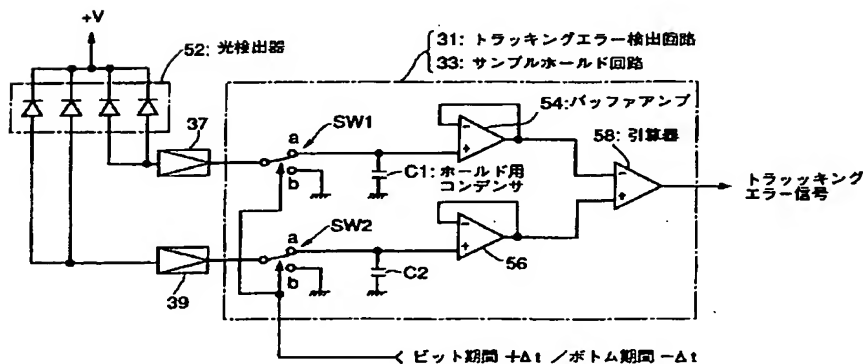 +V
52: 光検出器
31: トラッキングエラー検出回路
33: サンプルホールド回路
37
SW1
a
b
C1: ホールド用
コンデンサ
54:バッファアンプ
58: 引算器
トラッッキング
エラー信号
39
SW2
a
b
C2
56
ピット期間 +Δt /ボトム期間 −Δt